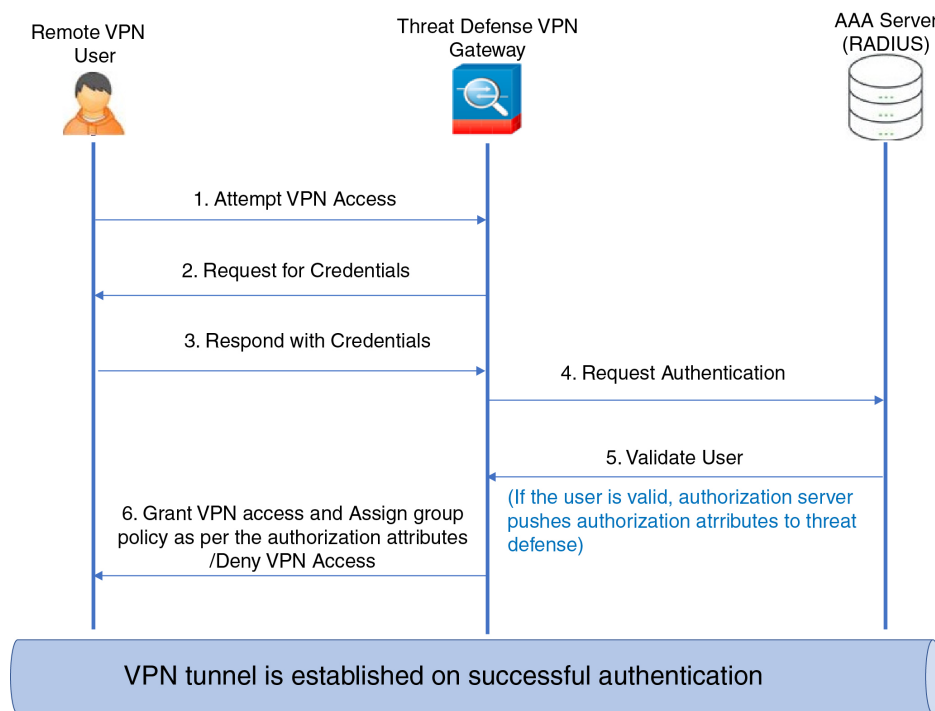 Remote VPN
User
Threat Defense VPN
Gateway
AAA Server
(RADIUS)
1. Attempt VPN Access
2. Request for Credentials
3. Respond with Credentials
4. Request Authentication
5. Validate User
(If the user is valid, authorization server
pushes authorization atrributes to threat
defense)
6. Grant VPN access and Assign group
policy as per the authorization attributes
/Deny VPN Access
VPN tunnel is established on successful authentication